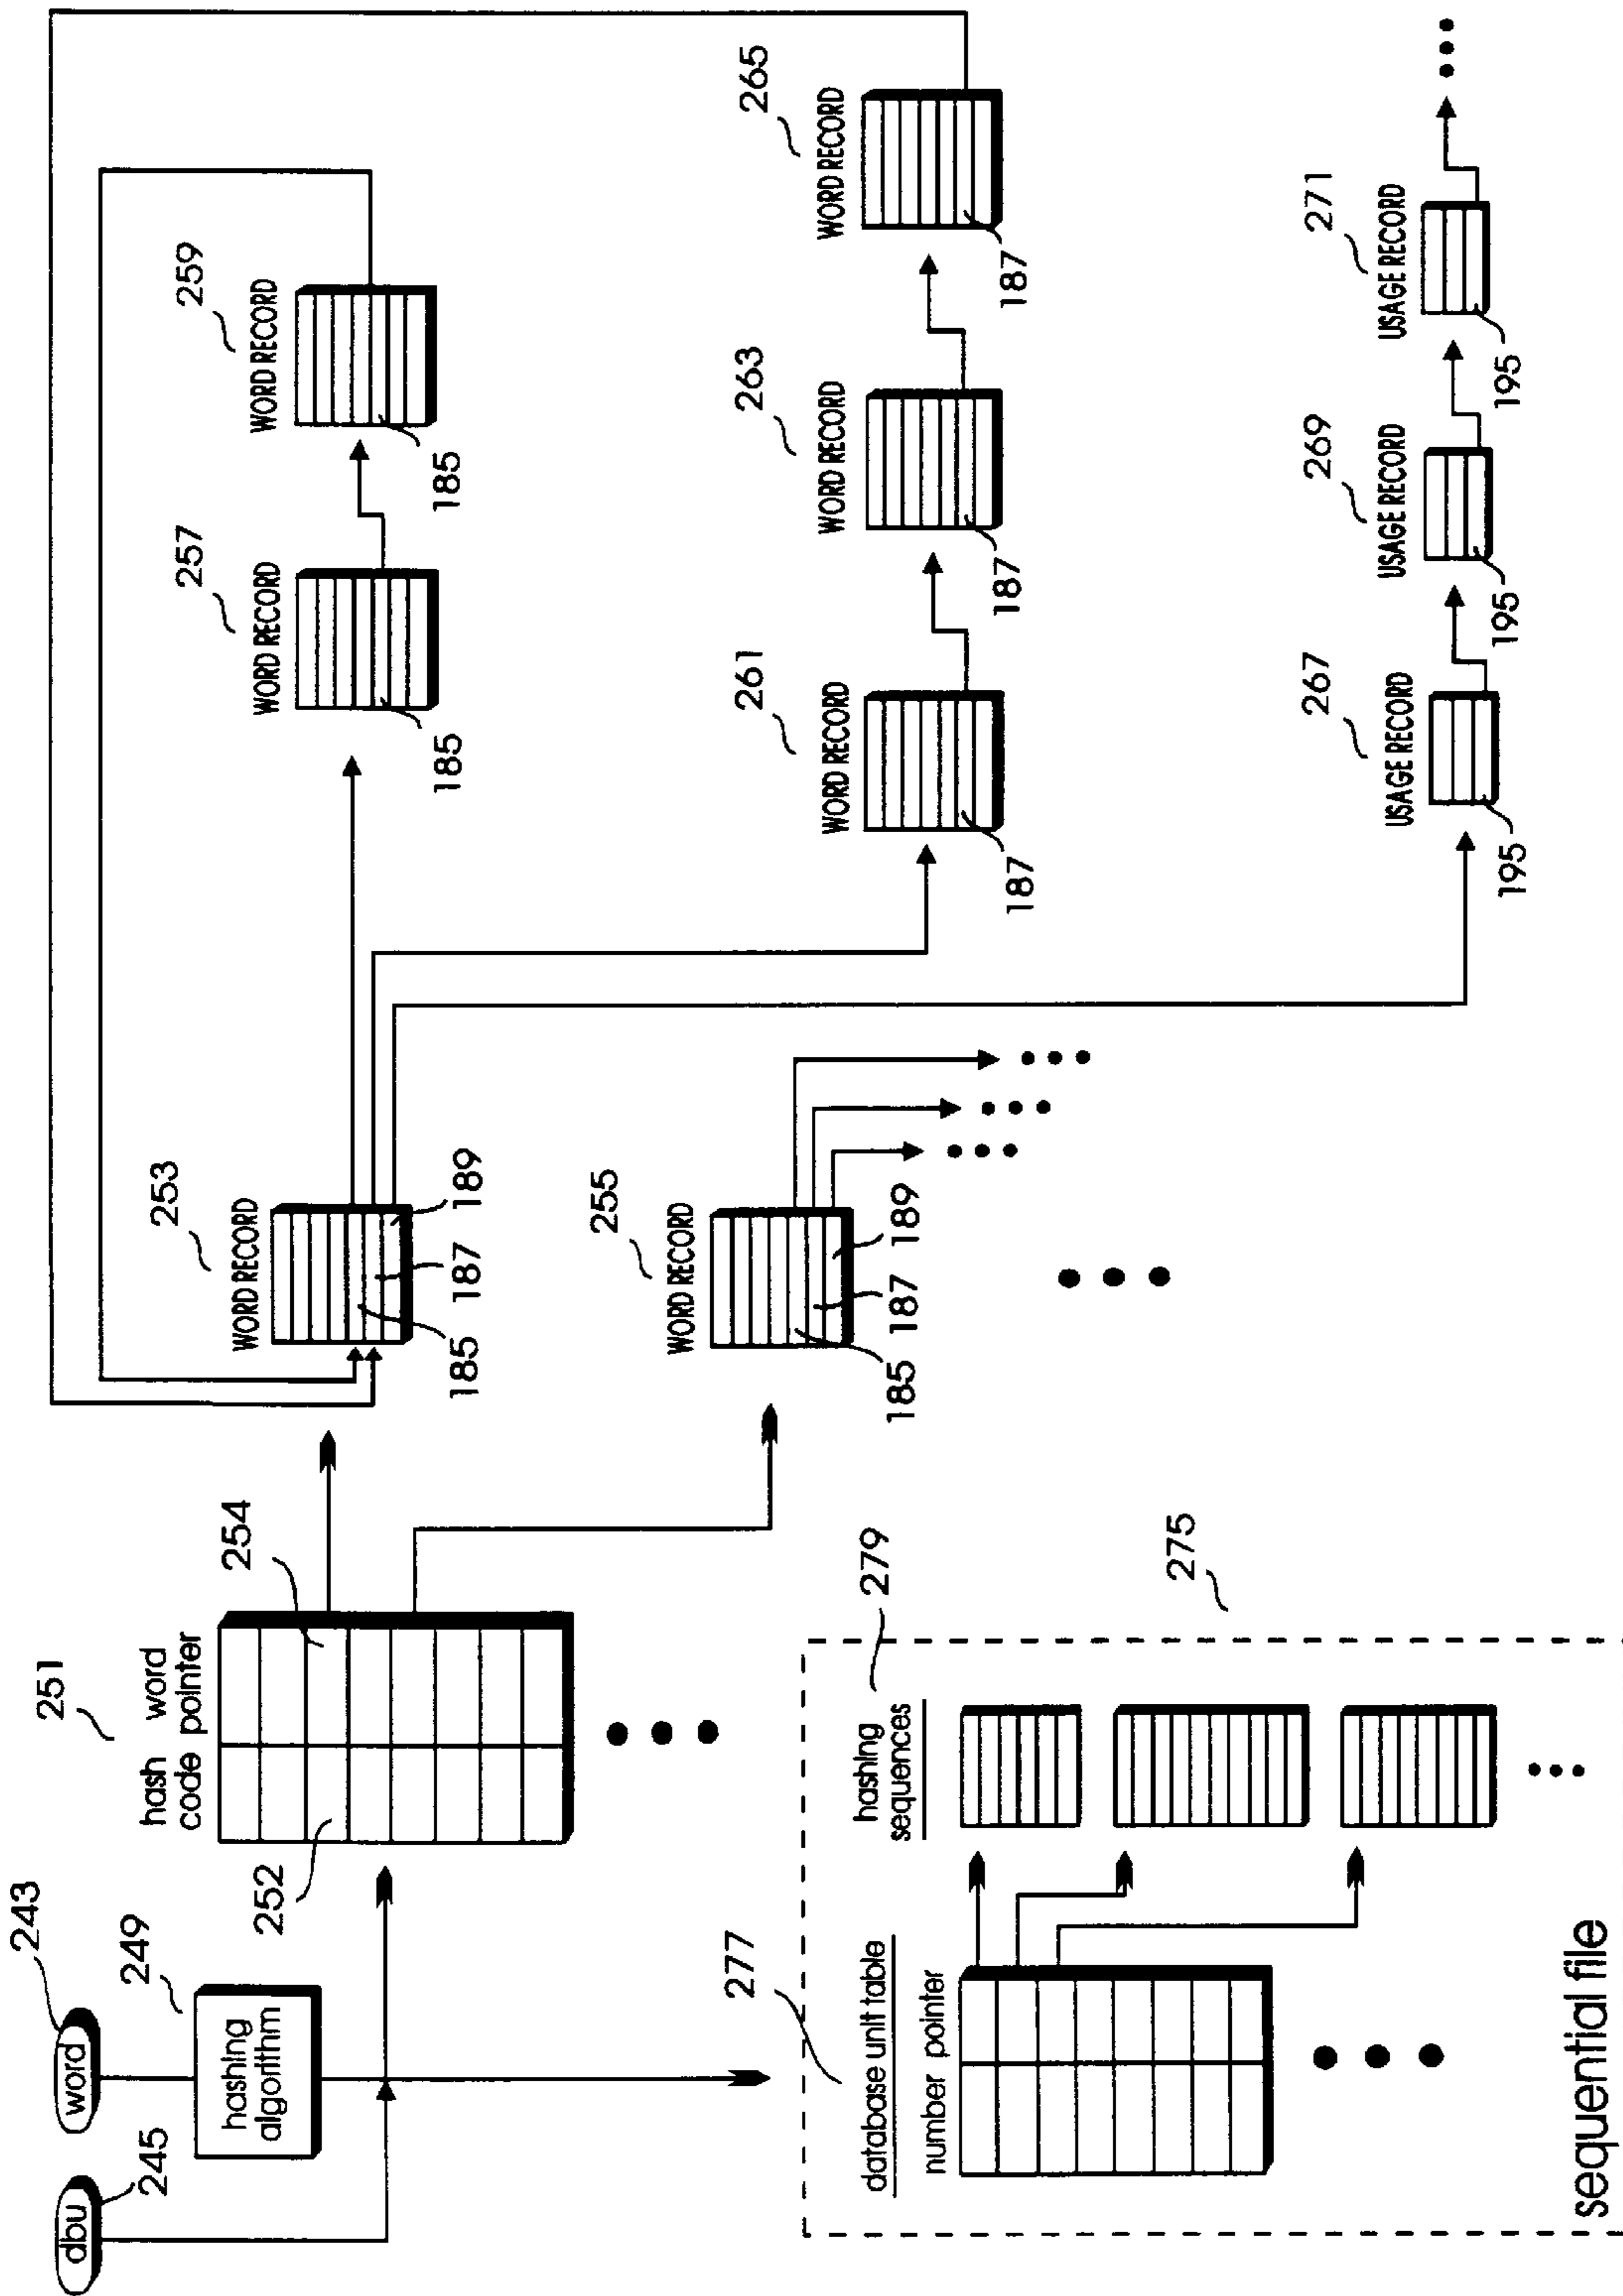 dbu
245
word
243
hashing
algorithm
249
251
hash word
code pointer
252
254
WORD RECORD
253
185
187
189
WORD RECORD
255
185
187
189
WORD RECORD
257
185
WORD RECORD
259
185
WORD RECORD
261
187
WORD RECORD
263
187
WORD RECORD
265
187
USAGE RECORD
267
195
USAGE RECORD
269
195
USAGE RECORD
271
195
277
database unit table
number pointer
279
hashing
sequences
275
sequential file